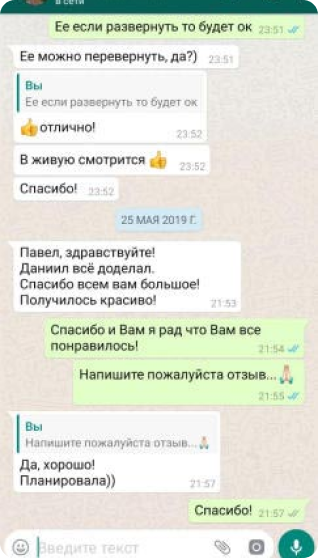 в сети
Ее если развернуть то будет ок 23:51
Ее можно перевернуть, да?) 23:51
Вы
Ее если развернуть то будет ок
👍отлично!
23:52
В живую смотрится 👍 23:52
Спасибо! 23:52
25 МАЯ 2019 Г.
Павел, здравствуйте!
Даниил всё доделал.
Спасибо всем вам большое!
Получилось красиво! 21:53
Спасибо и Вам я рад что Вам все
понравилось! 21:54
Напишите пожалуйста отзыв...🙏🏻
21:55
Вы
Напишите пожалуйста отзыв...🙏🏻
Да, хорошо!
Планировала)) 21:57
Спасибо! 21:57
Введите текст